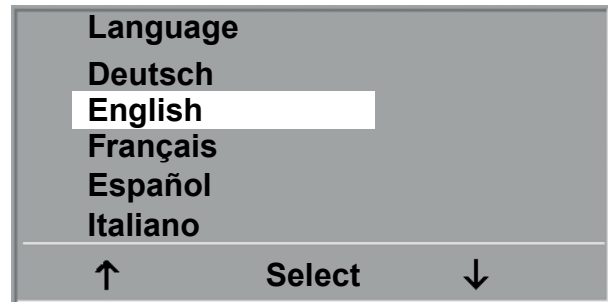 Language
Deutsch
English
Français
Español
Italiano
↑ Select ↓